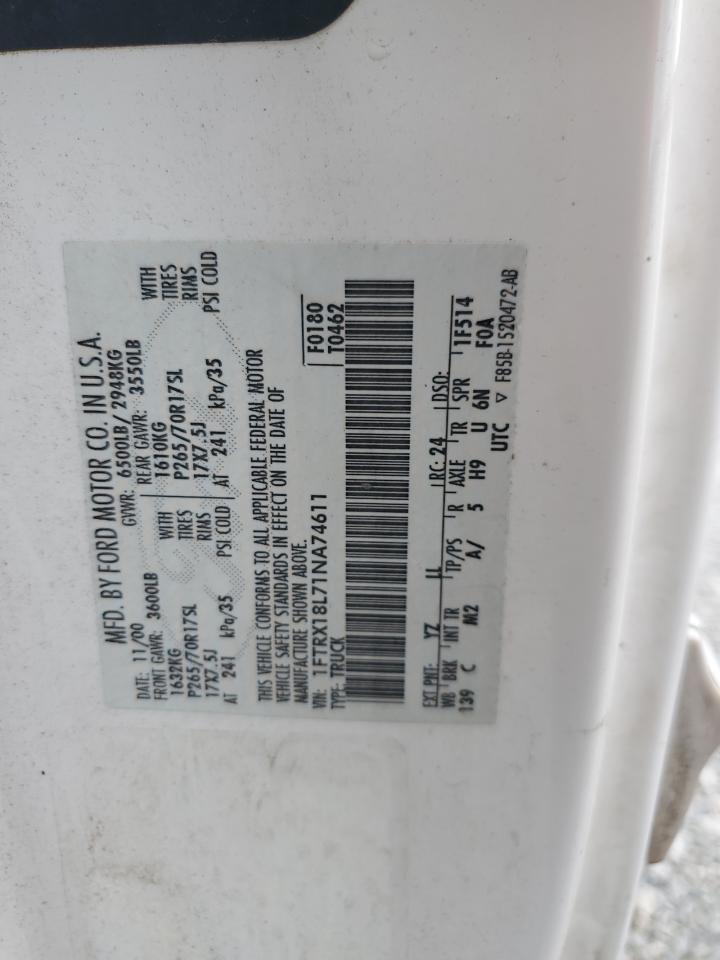 MFD. BY FORD MOTOR CO. IN U.S.A.
DATE: 11/00 GVWR: 6500LB/ 2948KG
FRONT GAWR: 3600LB REAR GAWR: 3550LB
1632KG WITH 1610KG WITH
P265/70R17SL TIRES P265/70R17SL TIRES
17X7.5J RIMS 17X7.5J RIMS
AT 241 kPa/35 PSI COLD AT 241 kPa/35 PSI COLD
THIS VEHICLE CONFORMS TO ALL APPLICABLE FEDERAL MOTOR
VEHICLE SAFETY STANDARDS IN EFFECT ON THE DATE OF
MANUFACTURE SHOWN ABOVE.
VIN: 1FTRX18L71NA74611 F0180
TYPE: TRUCK T0462
EXT PNT: YZ LL RC: 24 DSO:
WB BRK INT TR TP/PS R AXLE TR SPR 1F514
139 C M2 A/ 5 H9 U 6N F0A
UTC ▽ F85B-1520472-AB